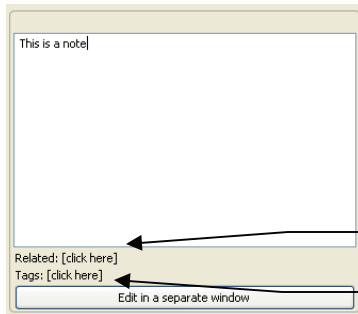 This is a note
Related: [click here]
Tags: [click here]
Edit in a separate window